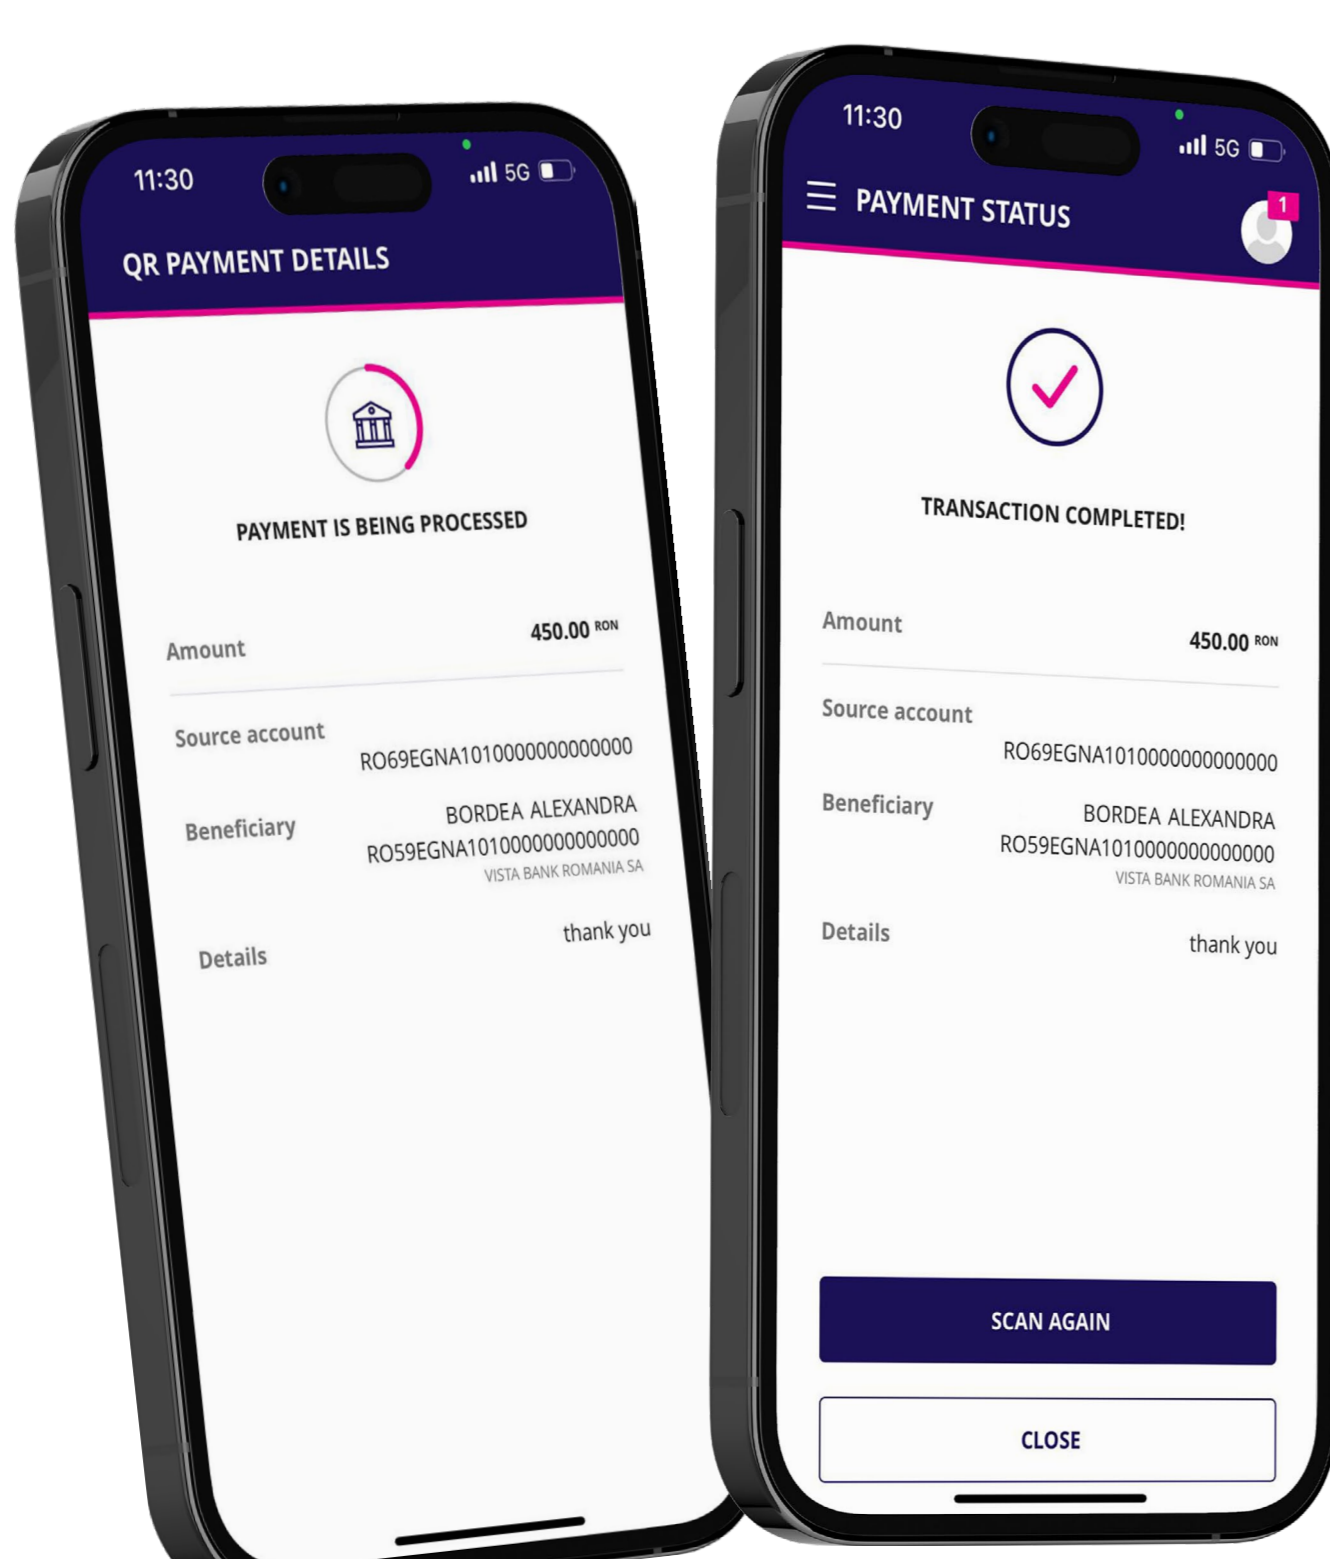 11:30
5G
QR PAYMENT DETAILS
PAYMENT IS BEING PROCESSED
Amount
450.00 RON
Source account
RO69EGNA1010000000000000
Beneficiary
BORDEA ALEXANDRA
RO59EGNA1010000000000000
VISTA BANK ROMANIA SA
Details
thank you
11:30
5G
PAYMENT STATUS
1
TRANSACTION COMPLETED!
Amount
450.00 RON
Source account
RO69EGNA1010000000000000
Beneficiary
BORDEA ALEXANDRA
RO59EGNA1010000000000000
VISTA BANK ROMANIA SA
Details
thank you
SCAN AGAIN
CLOSE